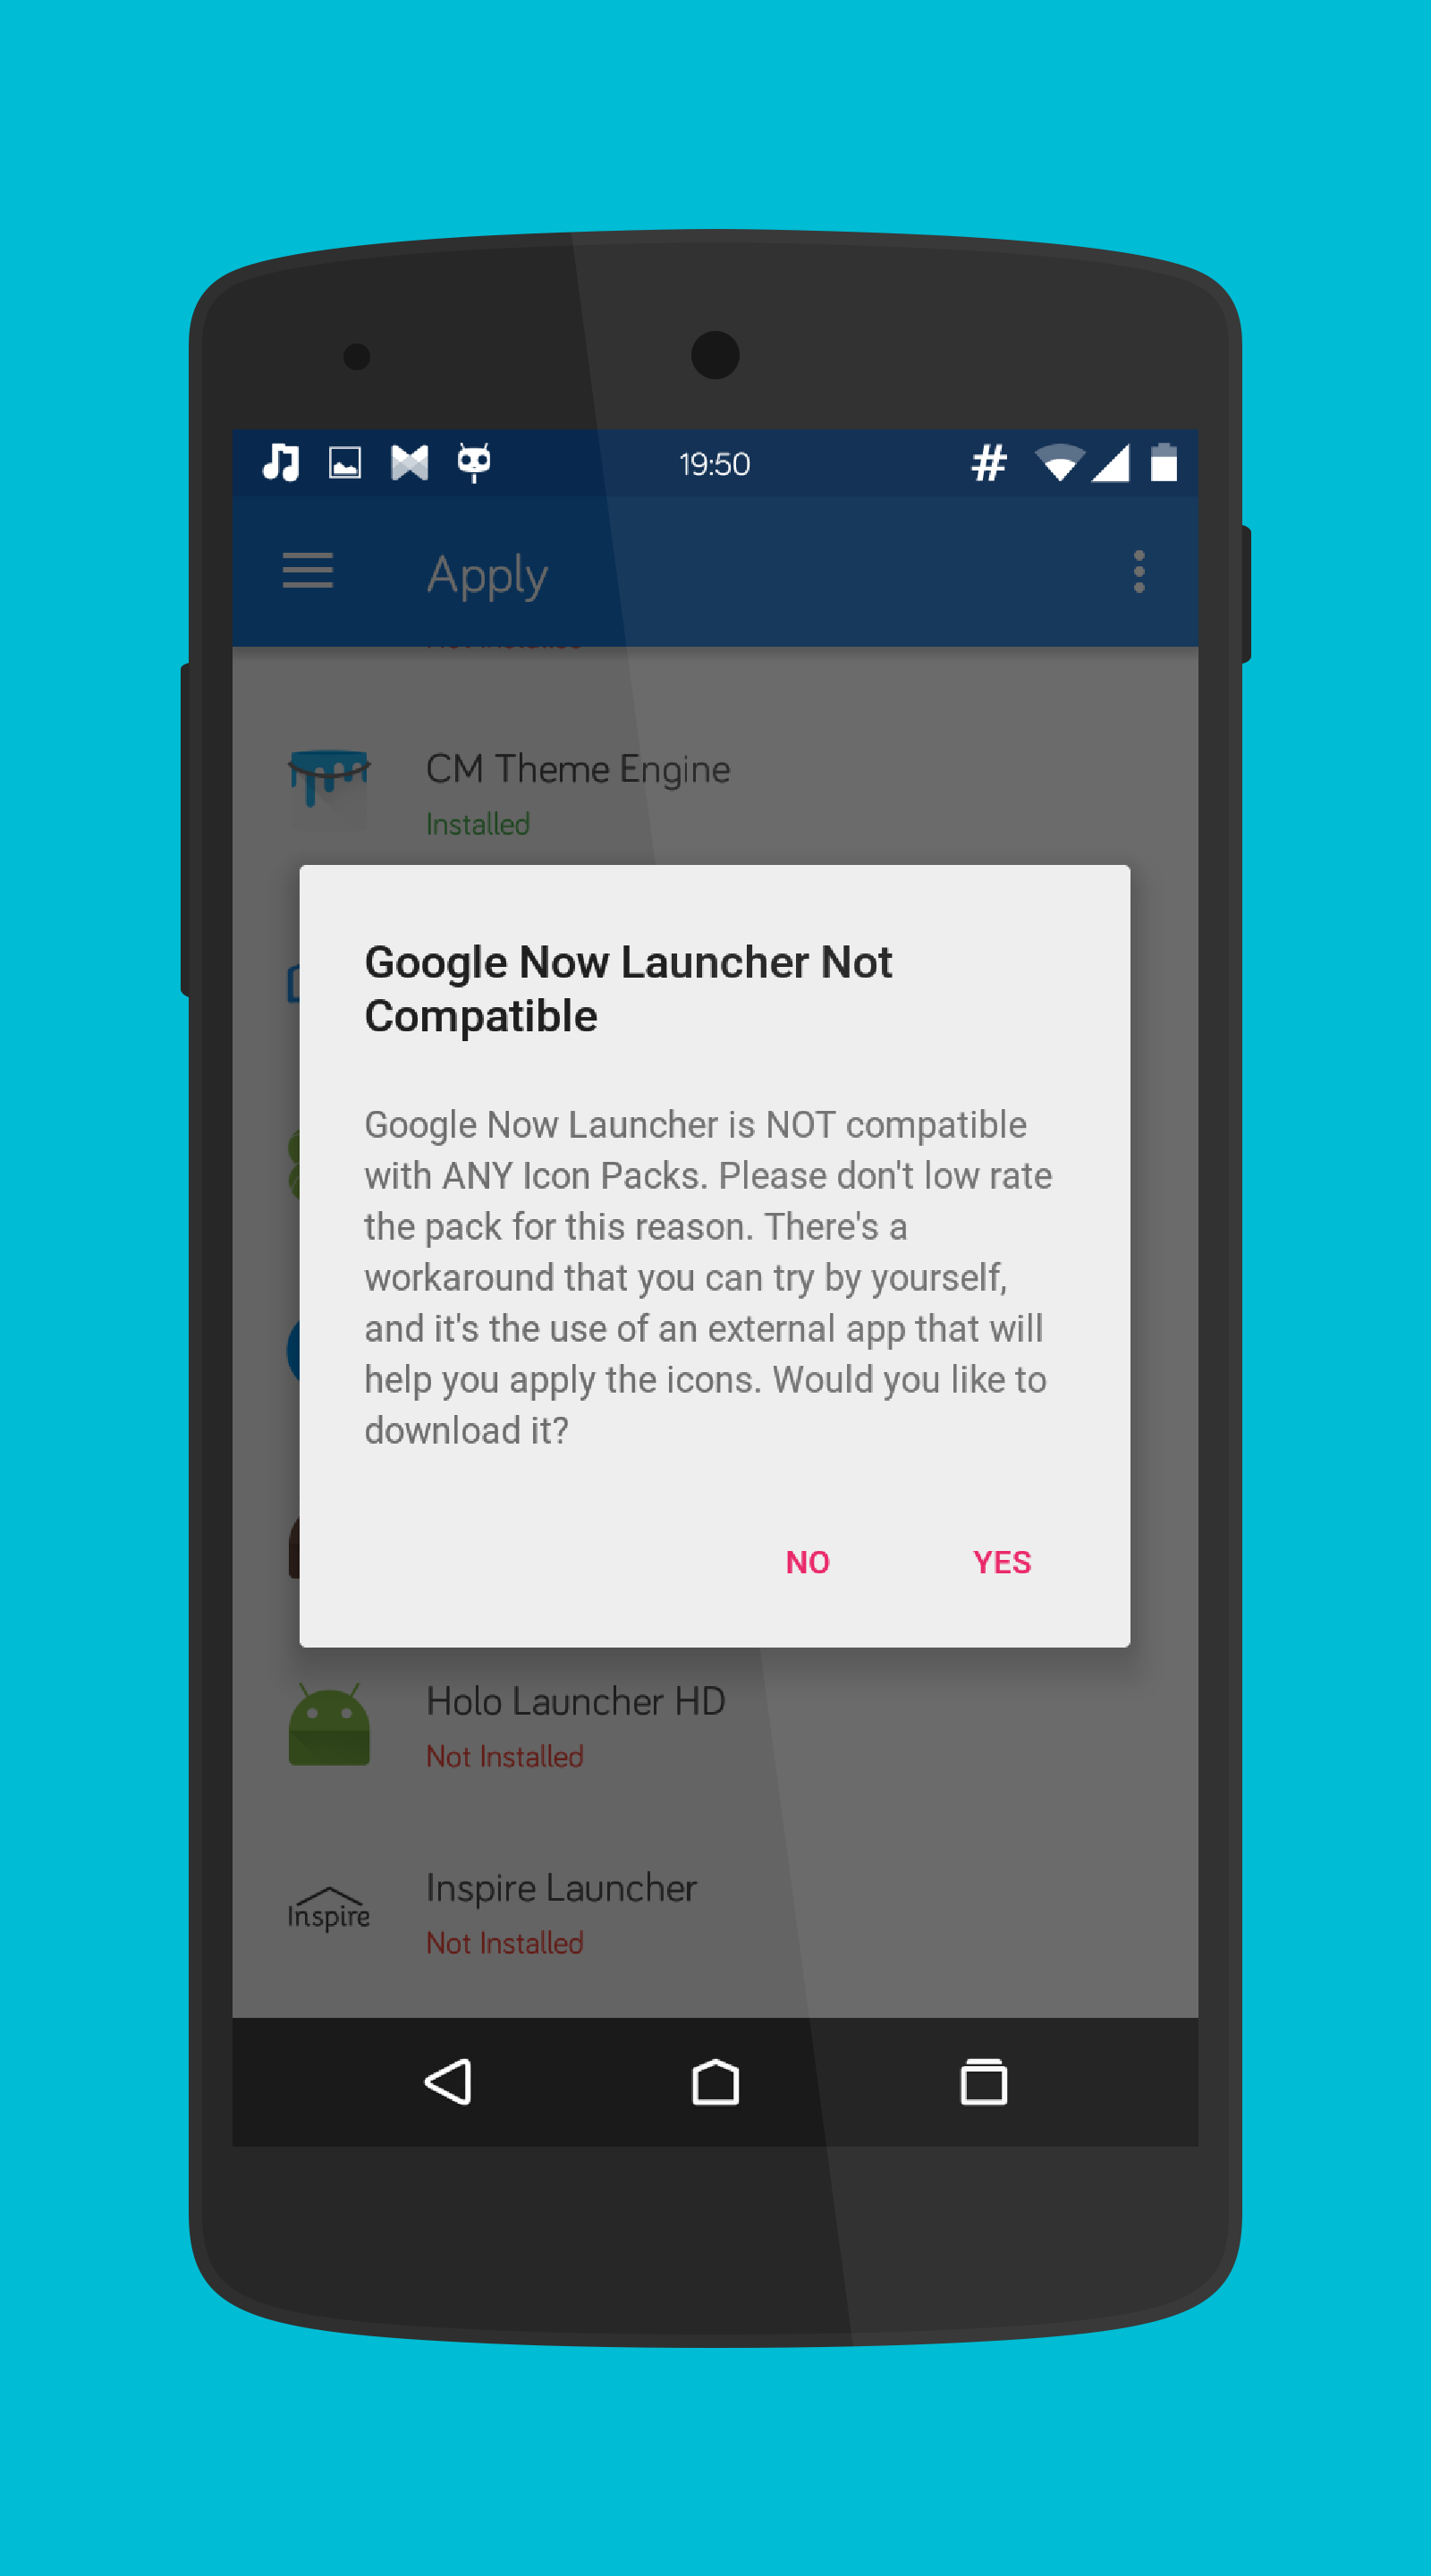 19:50
Apply
CM Theme Engine
Installed
Google Now Launcher Not
Compatible
Google Now Launcher is NOT compatible
with ANY Icon Packs. Please don't low rate
the pack for this reason. There's a
workaround that you can try by yourself,
and it's the use of an external app that will
help you apply the icons. Would you like to
download it?
NO YES
Holo Launcher HD
Not Installed
Inspire Launcher
Inspire
Not Installed